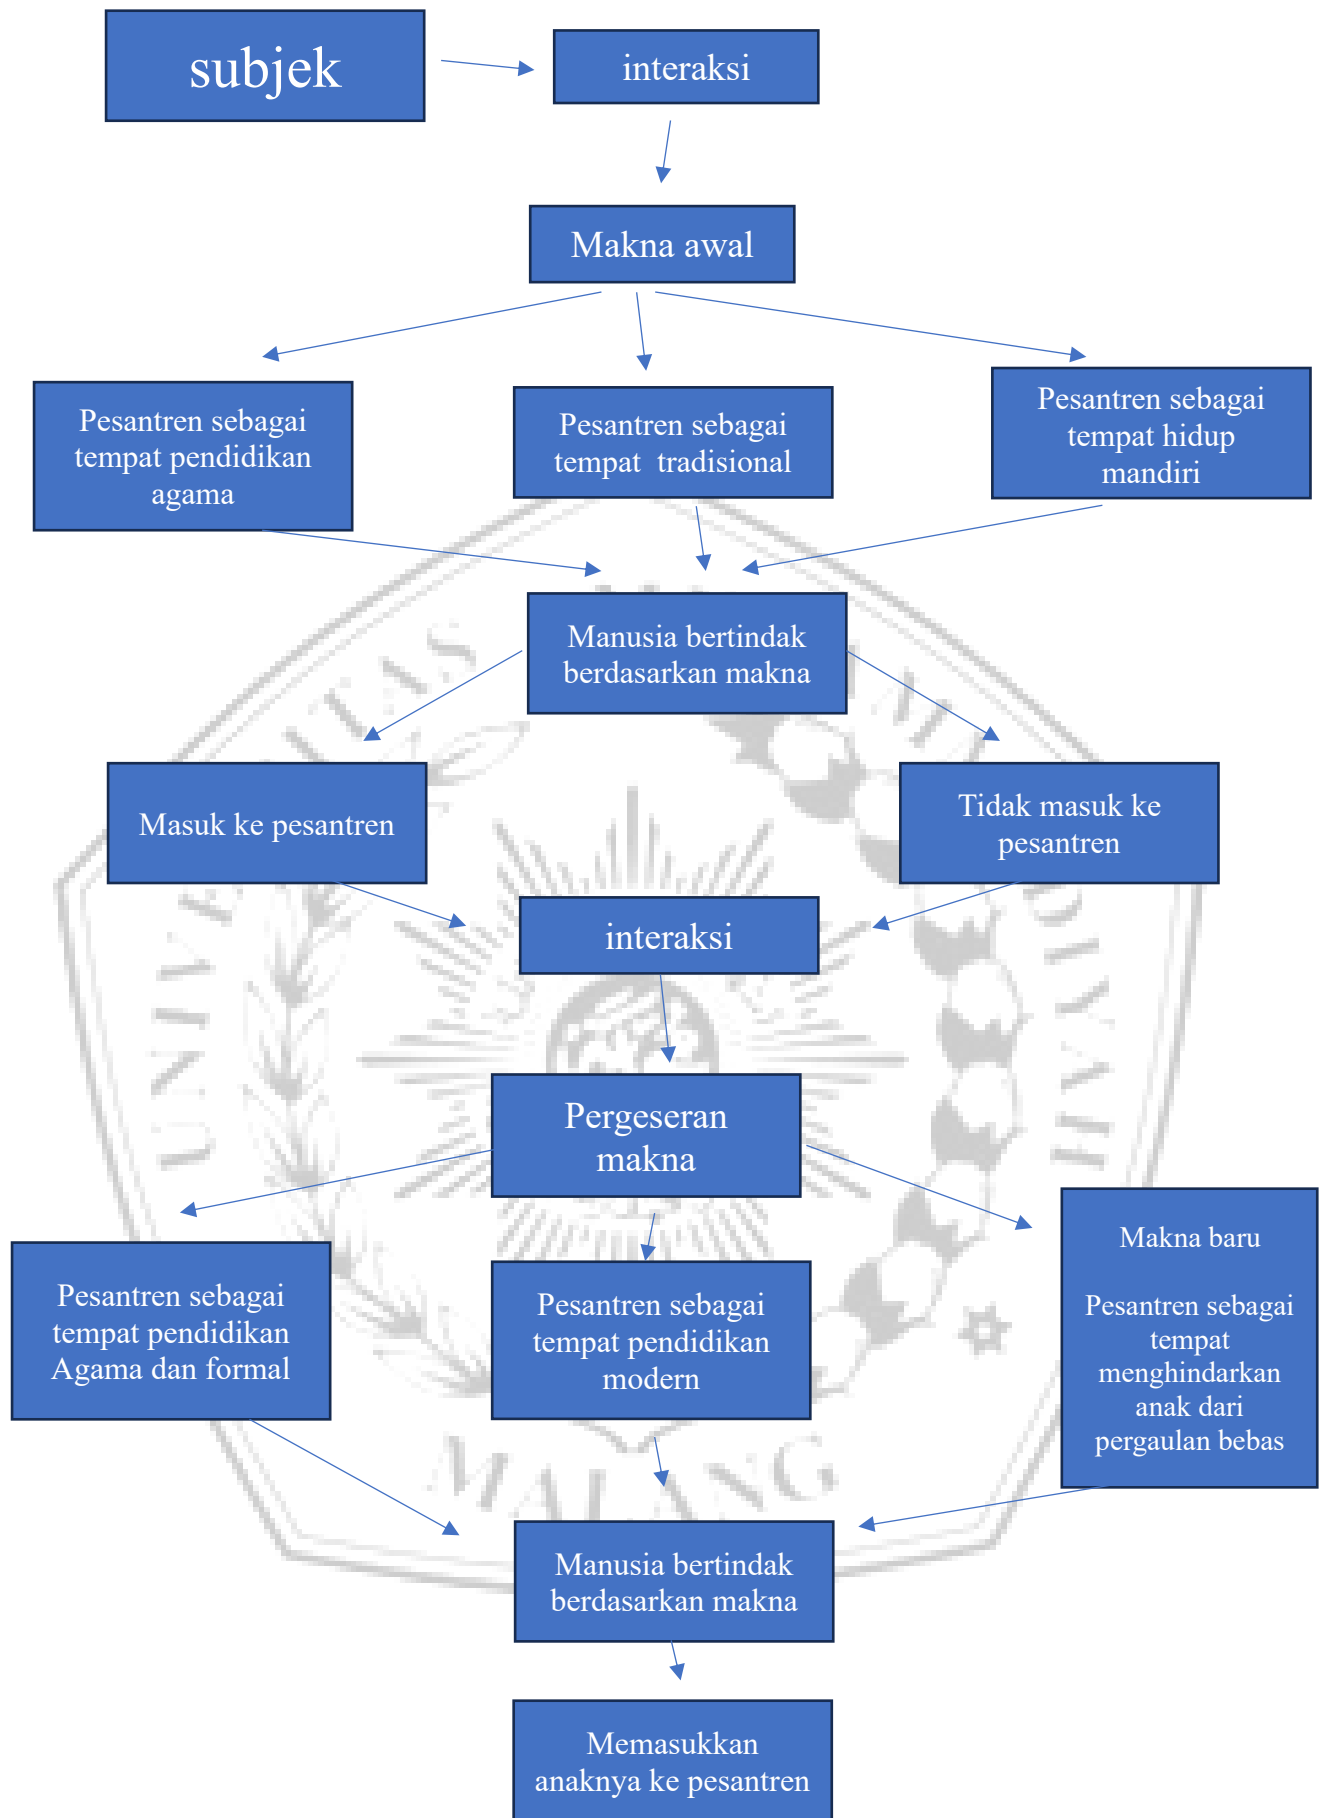 subjek
interaksi
Makna awal
Pesantren sebagai
tempat pendidikan
agama
Pesantren sebagai
tempat tradisional
Pesantren sebagai
tempat hidup
mandiri
Manusia bertindak
berdasarkan makna
Masuk ke pesantren
Tidak masuk ke
pesantren
interaksi
Pergeseran
makna
Pesantren sebagai
tempat pendidikan
Agama dan formal
Pesantren sebagai
tempat pendidikan
modern
Makna baru
Pesantren sebagai
tempat
menghindarkan
anak dari
pergaulan bebas
Manusia bertindak
berdasarkan makna
Memasukkan
anaknya ke pesantren
MALANG